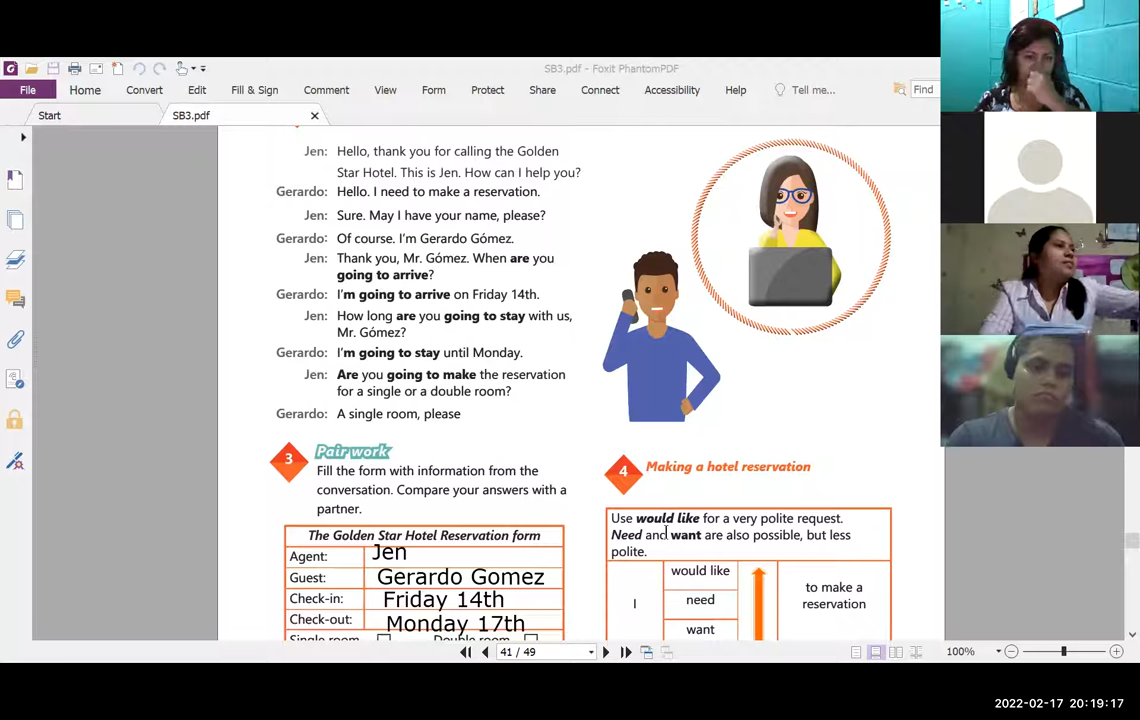 SB3.pdf - Foxit PhantomPDF
File Home Convert Edit Fill & Sign Comment View Form Protect Share Connect Accessibility Help Tell me... Find
Start SB3.pdf
Jen: Hello, thank you for calling the Golden
Star Hotel. This is Jen. How can I help you?
Gerardo: Hello. I need to make a reservation.
Jen: Sure. May I have your name, please?
Gerardo: Of course. I'm Gerardo Gómez.
Jen: Thank you, Mr. Gómez. When are you
going to arrive?
Gerardo: I'm going to arrive on Friday 14th.
Jen: How long are you going to stay with us,
Mr. Gómez?
Gerardo: I'm going to stay until Monday.
Jen: Are you going to make the reservation
for a single or a double room?
Gerardo: A single room, please
3 Pair work
Fill the form with information from the
conversation. Compare your answers with a
partner.
The Golden Star Hotel Reservation form
Agent: Jen
Guest: Gerardo Gomez
Check-in: Friday 14th
Check-out: Monday 17th
Single room Double room
4 Making a hotel reservation
Use would like for a very polite request.
Need and want are also possible, but less
polite.
would like
I need to make a reservation
want
41 / 49
100%
2022-02-17 20:19:17